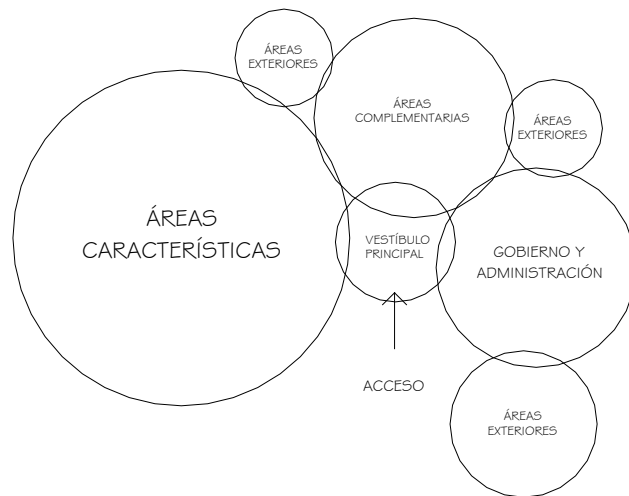 ÁREAS
EXTERIORES
ÁREAS
COMPLEMENTARIAS
ÁREAS
EXTERIORES
ÁREAS
CARACTERÍSTICAS
VESTÍBULO
PRINCIPAL
GOBIERNO Y
ADMINISTRACIÓN
ACCESO
ÁREAS
EXTERIORES